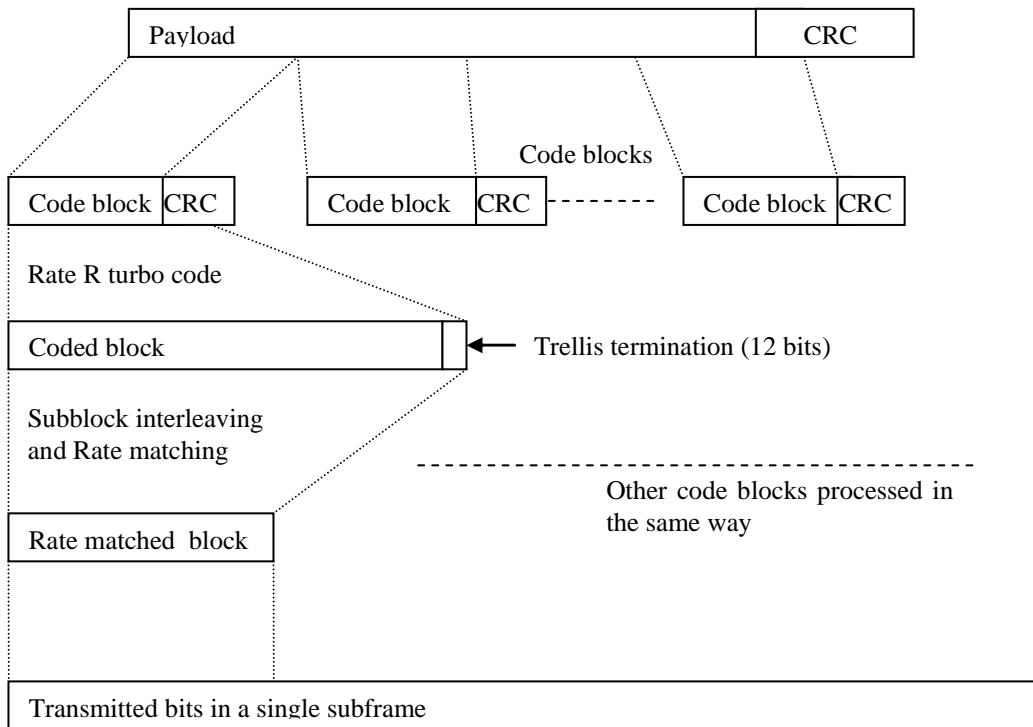 Payload
CRC
Code blocks
Code block
CRC
Code block
CRC
Code block
CRC
Rate R turbo code
Coded block
Trellis termination (12 bits)
Subblock interleaving
and Rate matching
Other code blocks processed in
the same way
Rate matched block
Transmitted bits in a single subframe